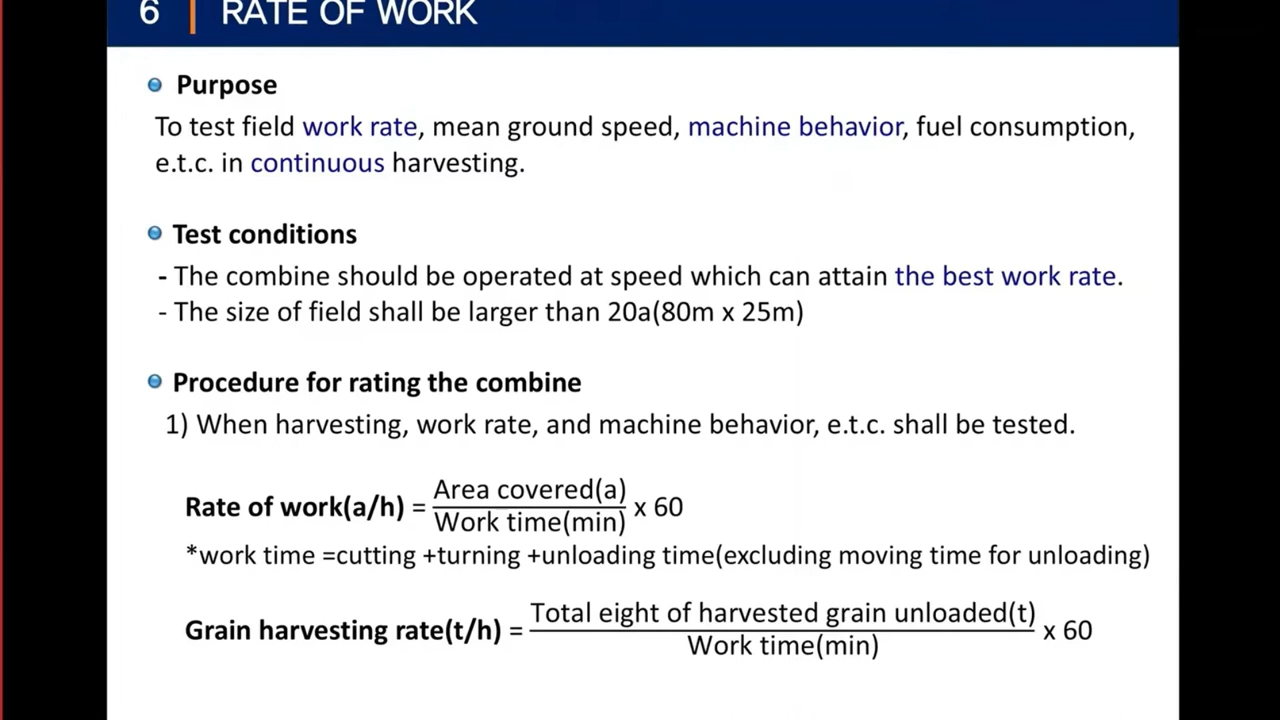 6 | RATE OF WORK
Purpose
To test field work rate, mean ground speed, machine behavior, fuel consumption,
e.t.c. in continuous harvesting.
Test conditions
- The combine should be operated at speed which can attain the best work rate.
- The size of field shall be larger than 20a(80m x 25m)
Procedure for rating the combine
1) When harvesting, work rate, and machine behavior, e.t.c. shall be tested.
Area covered(a)
Rate of work(a/h) = x 60
Work time(min)
*work time =cutting +turning +unloading time(excluding moving time for unloading)
Total eight of harvested grain unloaded(t)
Grain harvesting rate(t/h) = x 60
Work time(min)